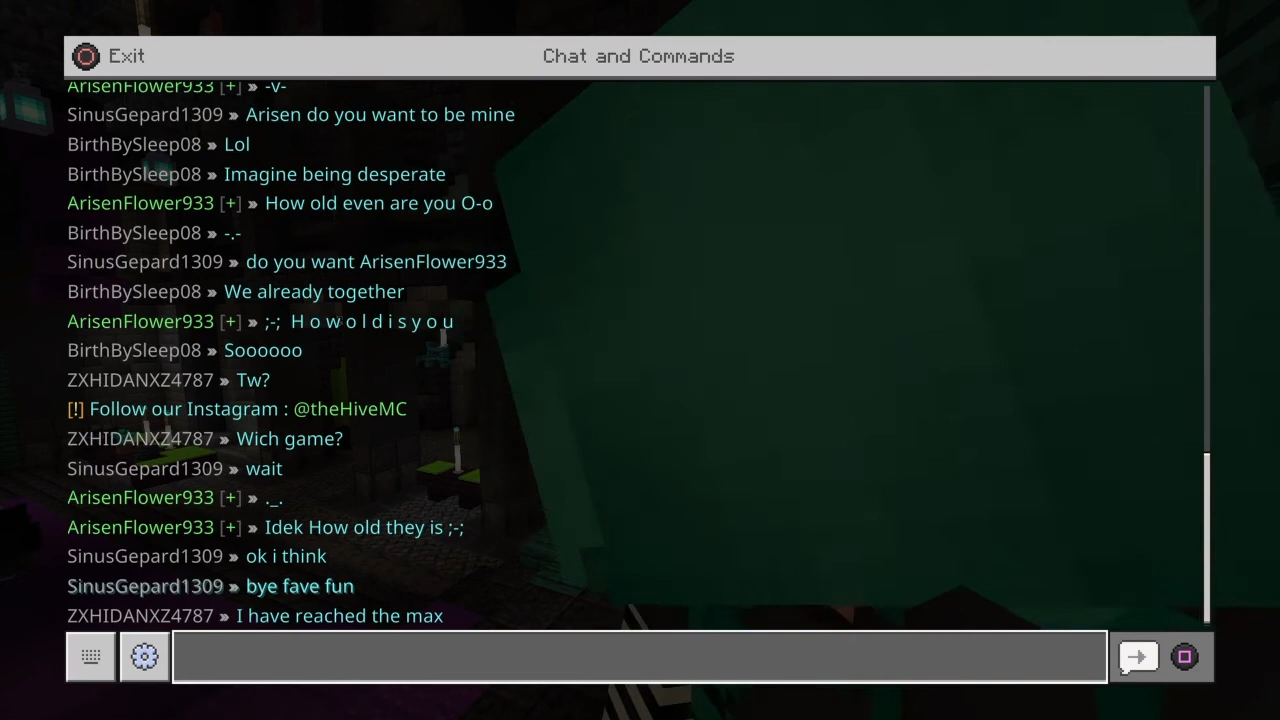 Exit
Chat and Commands
ArisenFlower933 [+] » -v-
SinusGepard1309 » Arisen do you want to be mine
BirthBySleep08 » Lol
BirthBySleep08 » Imagine being desperate
ArisenFlower933 [+] » How old even are you O-o
BirthBySleep08 » -.-
SinusGepard1309 » do you want ArisenFlower933
BirthBySleep08 » We already together
ArisenFlower933 [+] » ;-; H o w o l d i s y o u
BirthBySleep08 » Soooooo
ZXHIDANXZ4787 » Tw?
[!] Follow our Instagram : @theHiveMC
ZXHIDANXZ4787 » Wich game?
SinusGepard1309 » wait
ArisenFlower933 [+] » ._.
ArisenFlower933 [+] » Idek How old they is ;-;
SinusGepard1309 » ok i think
SinusGepard1309 » bye fave fun
ZXHIDANXZ4787 » I have reached the max